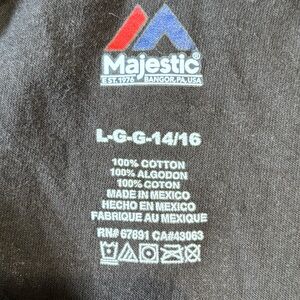 Majestic®
EST. 1976 BANGOR, PA, USA
L-G-G-14/16
100% COTTON
100% ALGODON
100% COTON
MADE IN MEXICO
HECHO EN MEXICO
FABRIQUE AU MEXIQUE
RN# 67891 CA#43063